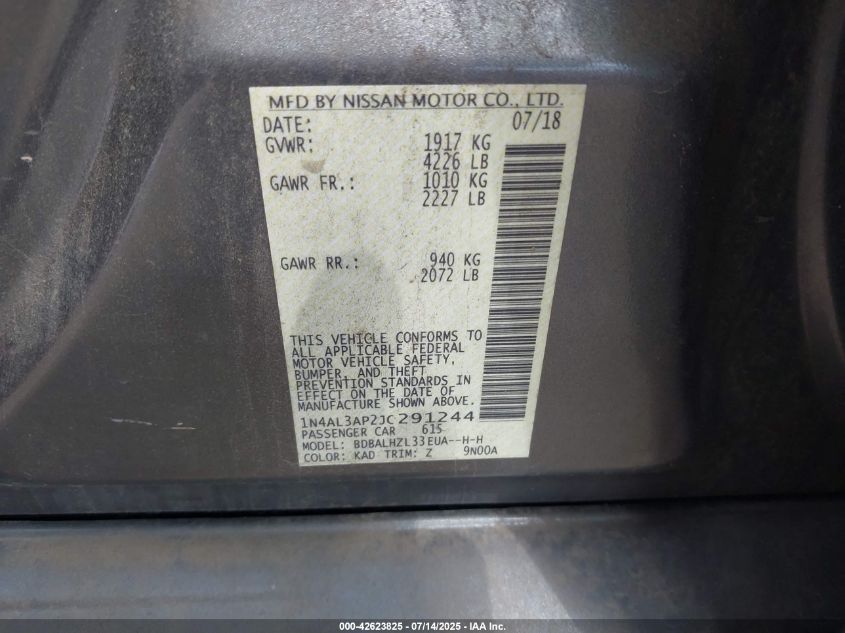 MFD BY NISSAN MOTOR CO., LTD.
DATE: 07/18
GVWR: 1917 KG
4226 LB
GAWR FR.: 1010 KG
2227 LB
GAWR RR.: 940 KG
2072 LB
THIS VEHICLE CONFORMS TO
ALL APPLICABLE FEDERAL
MOTOR VEHICLE SAFETY,
BUMPER, AND THEFT
PREVENTION STANDARDS IN
EFFECT ON THE DATE OF
MANUFACTURE SHOWN ABOVE.
1N4AL3AP2JC291244
PASSENGER CAR 615
MODEL: BDBALHZL33EUA--H-H
COLOR: KAD TRIM: Z 9N00A
000-42623825 - 07/14/2025 - IAA Inc.